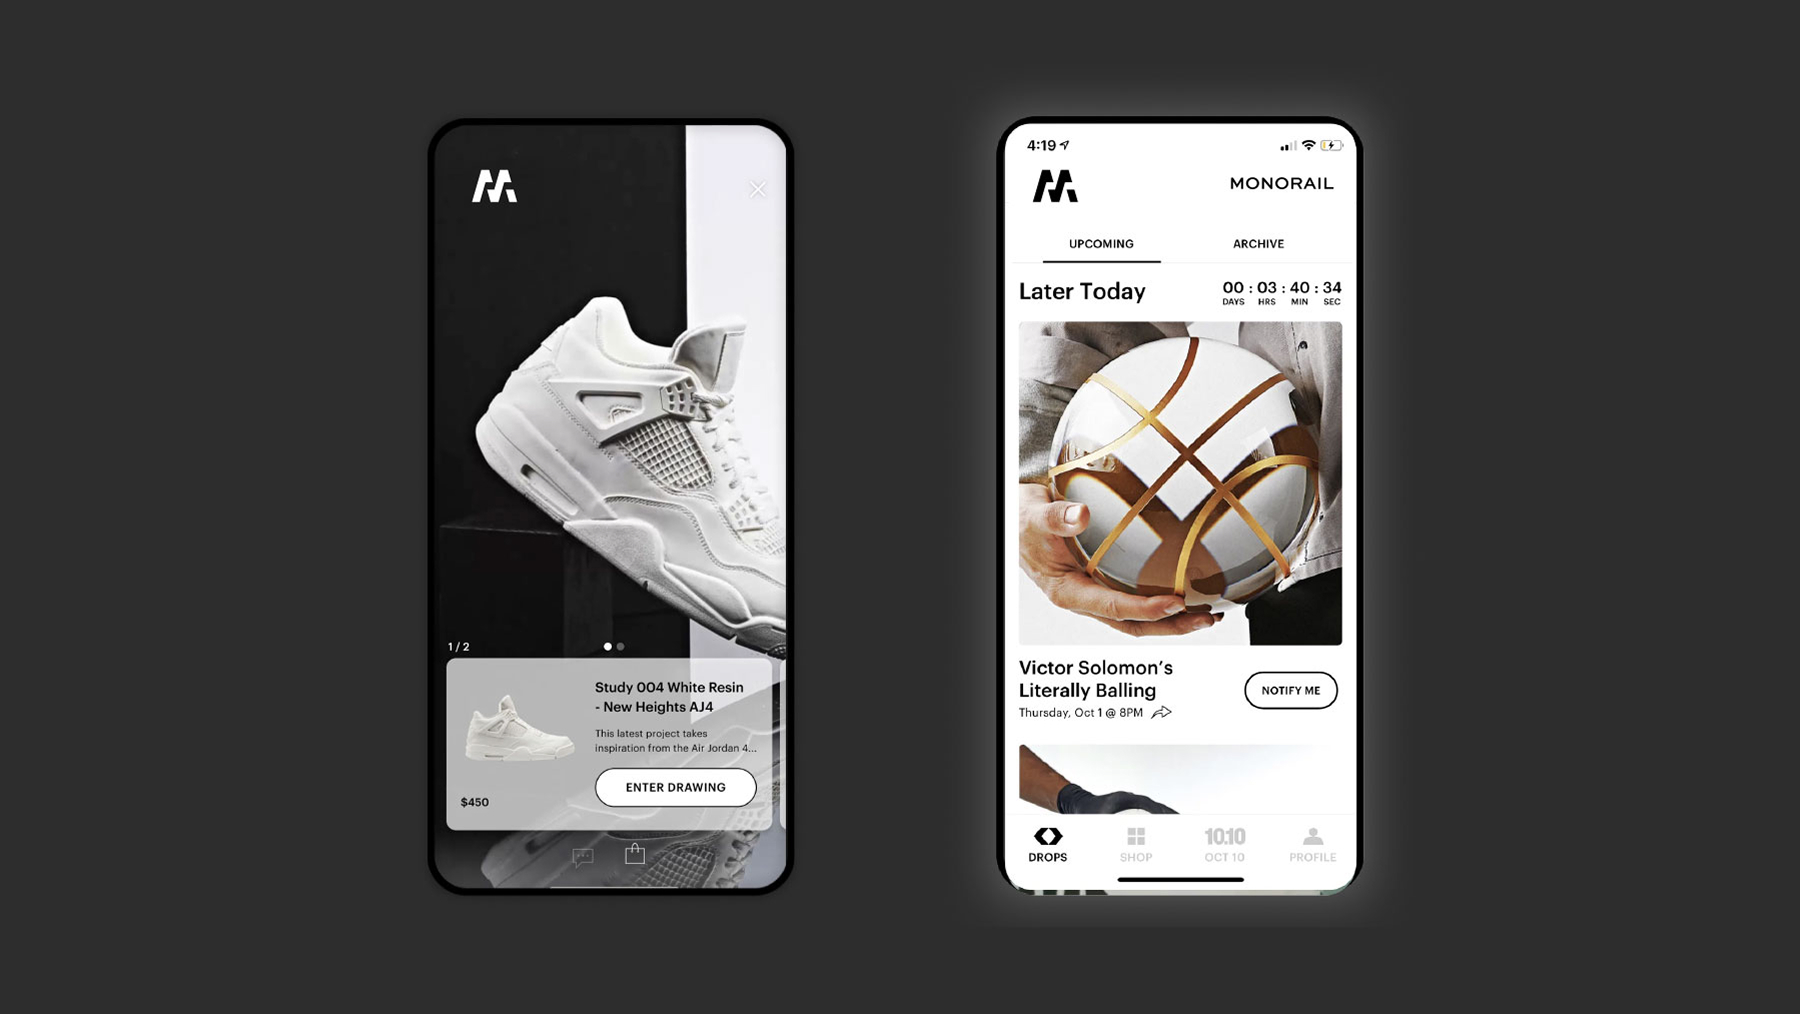 1 / 2
Study 004 White Resin
- New Heights AJ4
This latest project takes
inspiration from the Air Jordan 4...
$450
ENTER DRAWING
4:19
MONORAIL
UPCOMING
ARCHIVE
Later Today
00 : 03 : 40 : 34
DAYS HRS MIN SEC
Victor Solomon’s
Literally Balling
Thursday, Oct 1 @ 8PM
NOTIFY ME
10.10
DROPS
SHOP
OCT 10
PROFILE